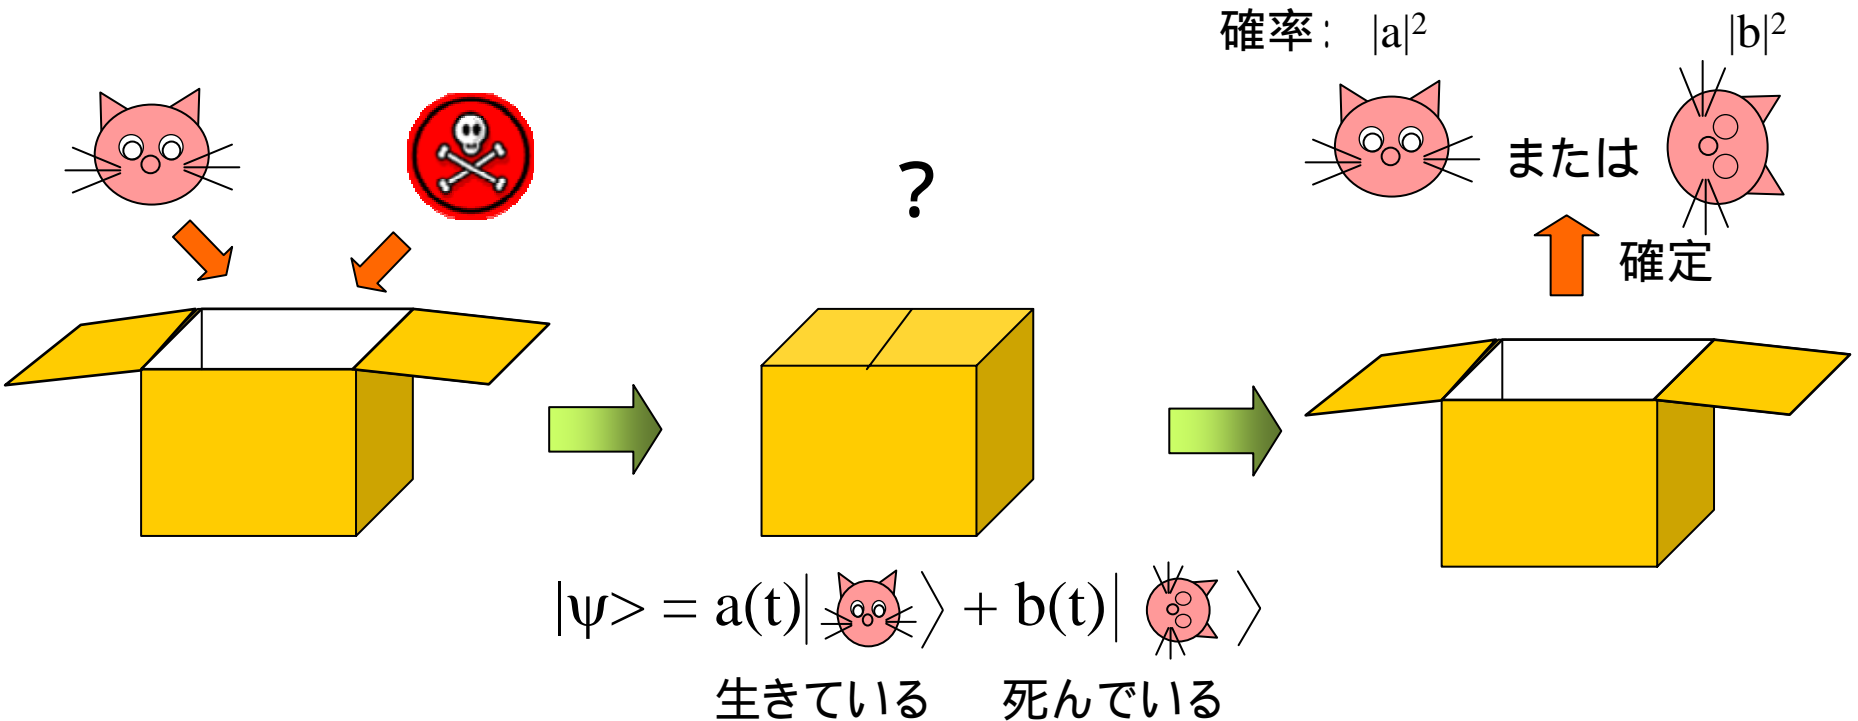 確率： |a|² |b|²
?
または
確定
|ψ> = a(t)| 〉 + b(t)| 〉
生きている 死んでいる